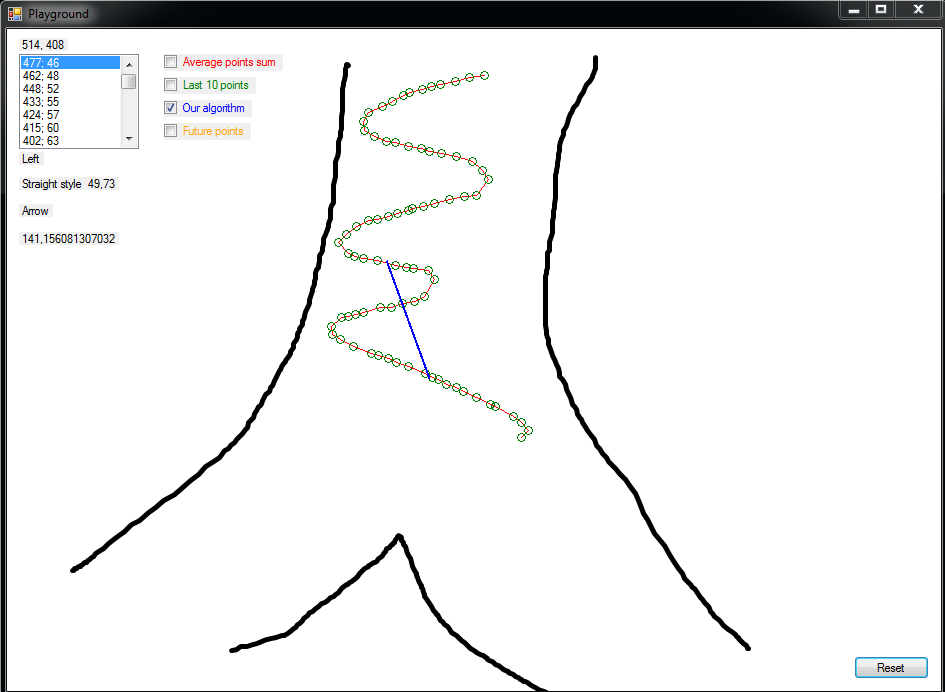 Playground
514, 408
477; 46
462; 48
448; 52
433; 55
424; 57
415; 60
402; 63
Average points sum
Last 10 points
Our algorithm
Future points
Left
Straight style 49,73
Arrow
141,156081307032
Reset